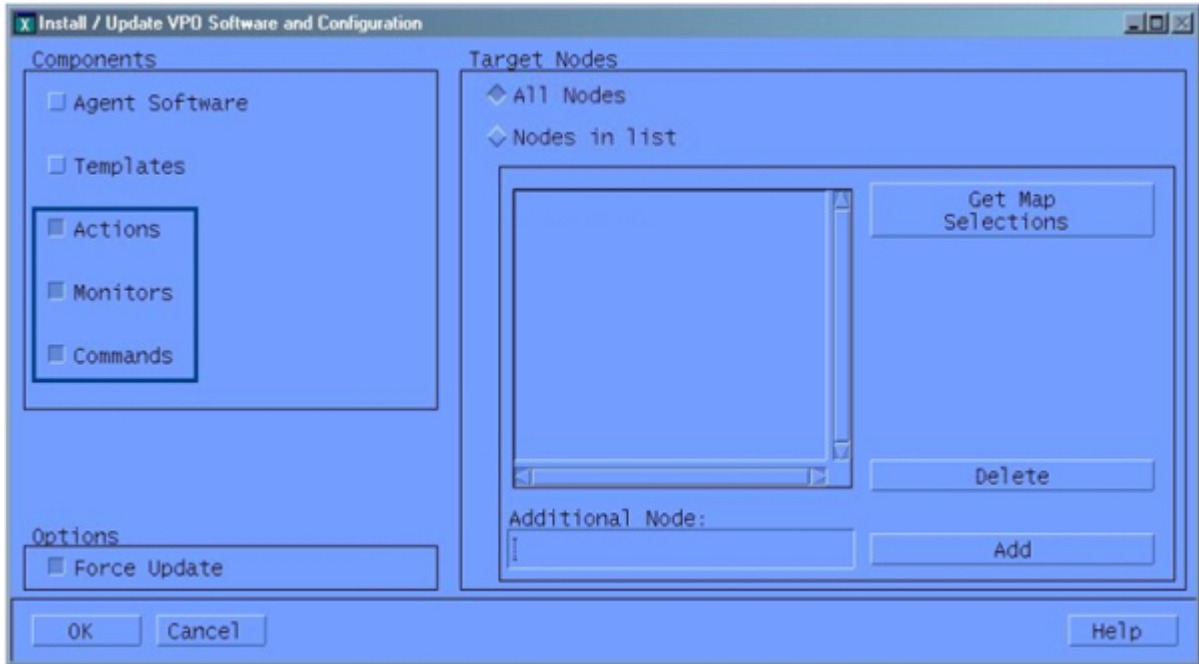 Install / Update VPO Software and Configuration
Components
Agent Software
Templates
Actions
Monitors
Commands
Options
Force Update
Target Nodes
All Nodes
Nodes in list
Get Map
Selections
Delete
Additional Node:
Add
OK
Cancel
Help